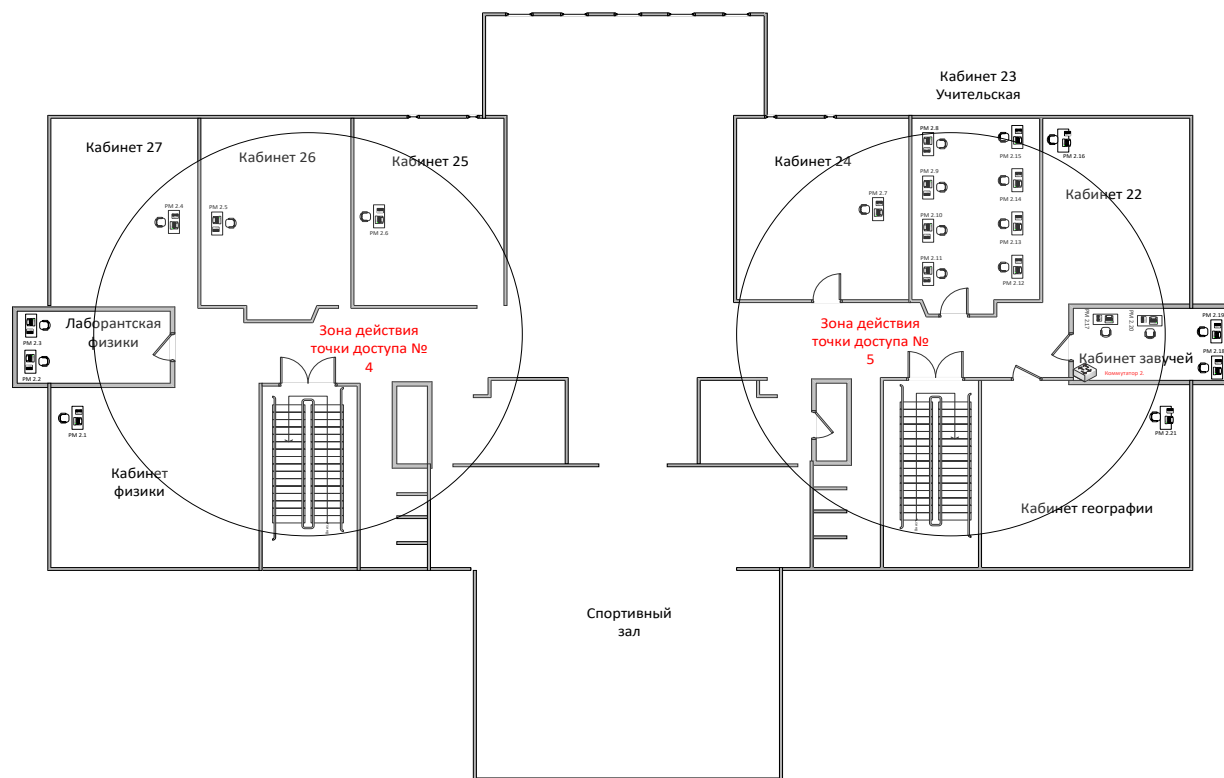 Кабинет 23
Учительская
Кабинет 27
Кабинет 26
Кабинет 25
Кабинет 24
Кабинет 22
РМ 2.4
РМ 2.5
РМ 2.6
РМ 2.7
РМ 2.8
РМ 2.15
РМ 2.16
РМ 2.9
РМ 2.14
РМ 2.10
РМ 2.13
РМ 2.11
РМ 2.12
Лаборантская
физики
РМ 2.3
РМ 2.2
Зона действия
точки доступа №
4
Зона действия
точки доступа №
5
РМ 2.17
РМ 2.20
РМ 2.19
РМ 2.18
Кабинет завучей
Коммутатор 2.
РМ 2.1
РМ 2.21
Кабинет
физики
Кабинет географии
Спортивный
зал